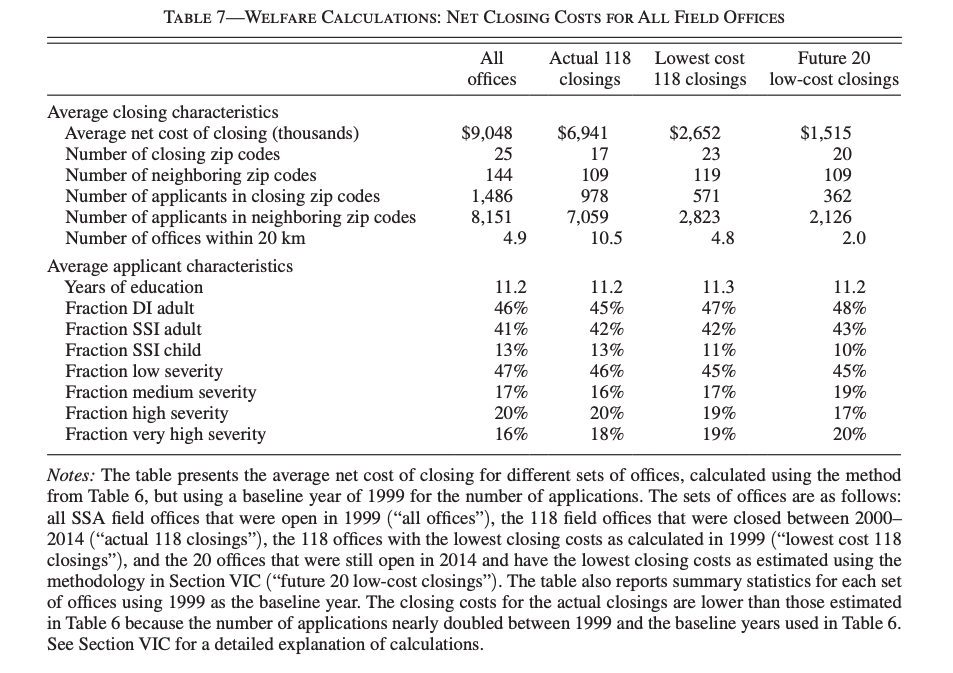 TABLE 7—WELFARE CALCULATIONS: NET CLOSING COSTS FOR ALL FIELD OFFICES
All offices | Actual 118 closings | Lowest cost 118 closings | Future 20 low-cost closings
Average closing characteristics
Average net cost of closing (thousands) $9,048 $6,941 $2,652 $1,515
Number of closing zip codes 25 17 23 20
Number of neighboring zip codes 144 109 119 109
Number of applicants in closing zip codes 1,486 978 571 362
Number of applicants in neighboring zip codes 8,151 7,059 2,823 2,126
Number of offices within 20 km 4.9 10.5 4.8 2.0
Average applicant characteristics
Years of education 11.2 11.2 11.3 11.2
Fraction DI adult 46% 45% 47% 48%
Fraction SSI adult 41% 42% 42% 43%
Fraction SSI child 13% 13% 11% 10%
Fraction low severity 47% 46% 45% 45%
Fraction medium severity 17% 16% 17% 19%
Fraction high severity 20% 20% 19% 17%
Fraction very high severity 16% 18% 19% 20%
Notes: The table presents the average net cost of closing for different sets of offices, calculated using the method
from Table 6, but using a baseline year of 1999 for the number of applications. The sets of offices are as follows:
all SSA field offices that were open in 1999 (“all offices”), the 118 field offices that were closed between 2000–
2014 (“actual 118 closings”), the 118 offices with the lowest closing costs as calculated in 1999 (“lowest cost 118
closings”), and the 20 offices that were still open in 2014 and have the lowest closing costs as estimated using the
methodology in Section VIC (“future 20 low-cost closings”). The table also reports summary statistics for each set
of offices using 1999 as the baseline year. The closing costs for the actual closings are lower than those estimated
in Table 6 because the number of applications nearly doubled between 1999 and the baseline years used in Table 6.
See Section VIC for a detailed explanation of calculations.